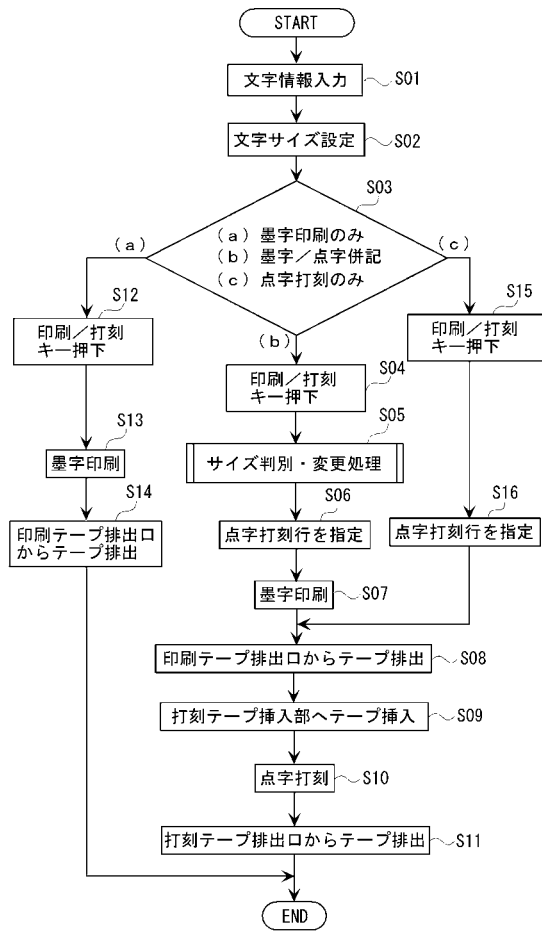 START
文字情報入力
S01
文字サイズ設定
S02
S03
(a) 墨字印刷のみ
(b) 墨字／点字併記
(c) 点字打刻のみ
(a)
(c)
(b)
S12
印刷／打刻
キー押下
S15
印刷／打刻
キー押下
印刷／打刻
キー押下
S04
S13
墨字印刷
S05
サイズ判別・変更処理
S14
印刷テープ排出口
からテープ排出
S06
点字打刻行を指定
S16
点字打刻行を指定
墨字印刷
S07
印刷テープ排出口からテープ排出
S08
打刻テープ挿入部へテープ挿入
S09
点字打刻
S10
打刻テープ排出口からテープ排出
S11
END